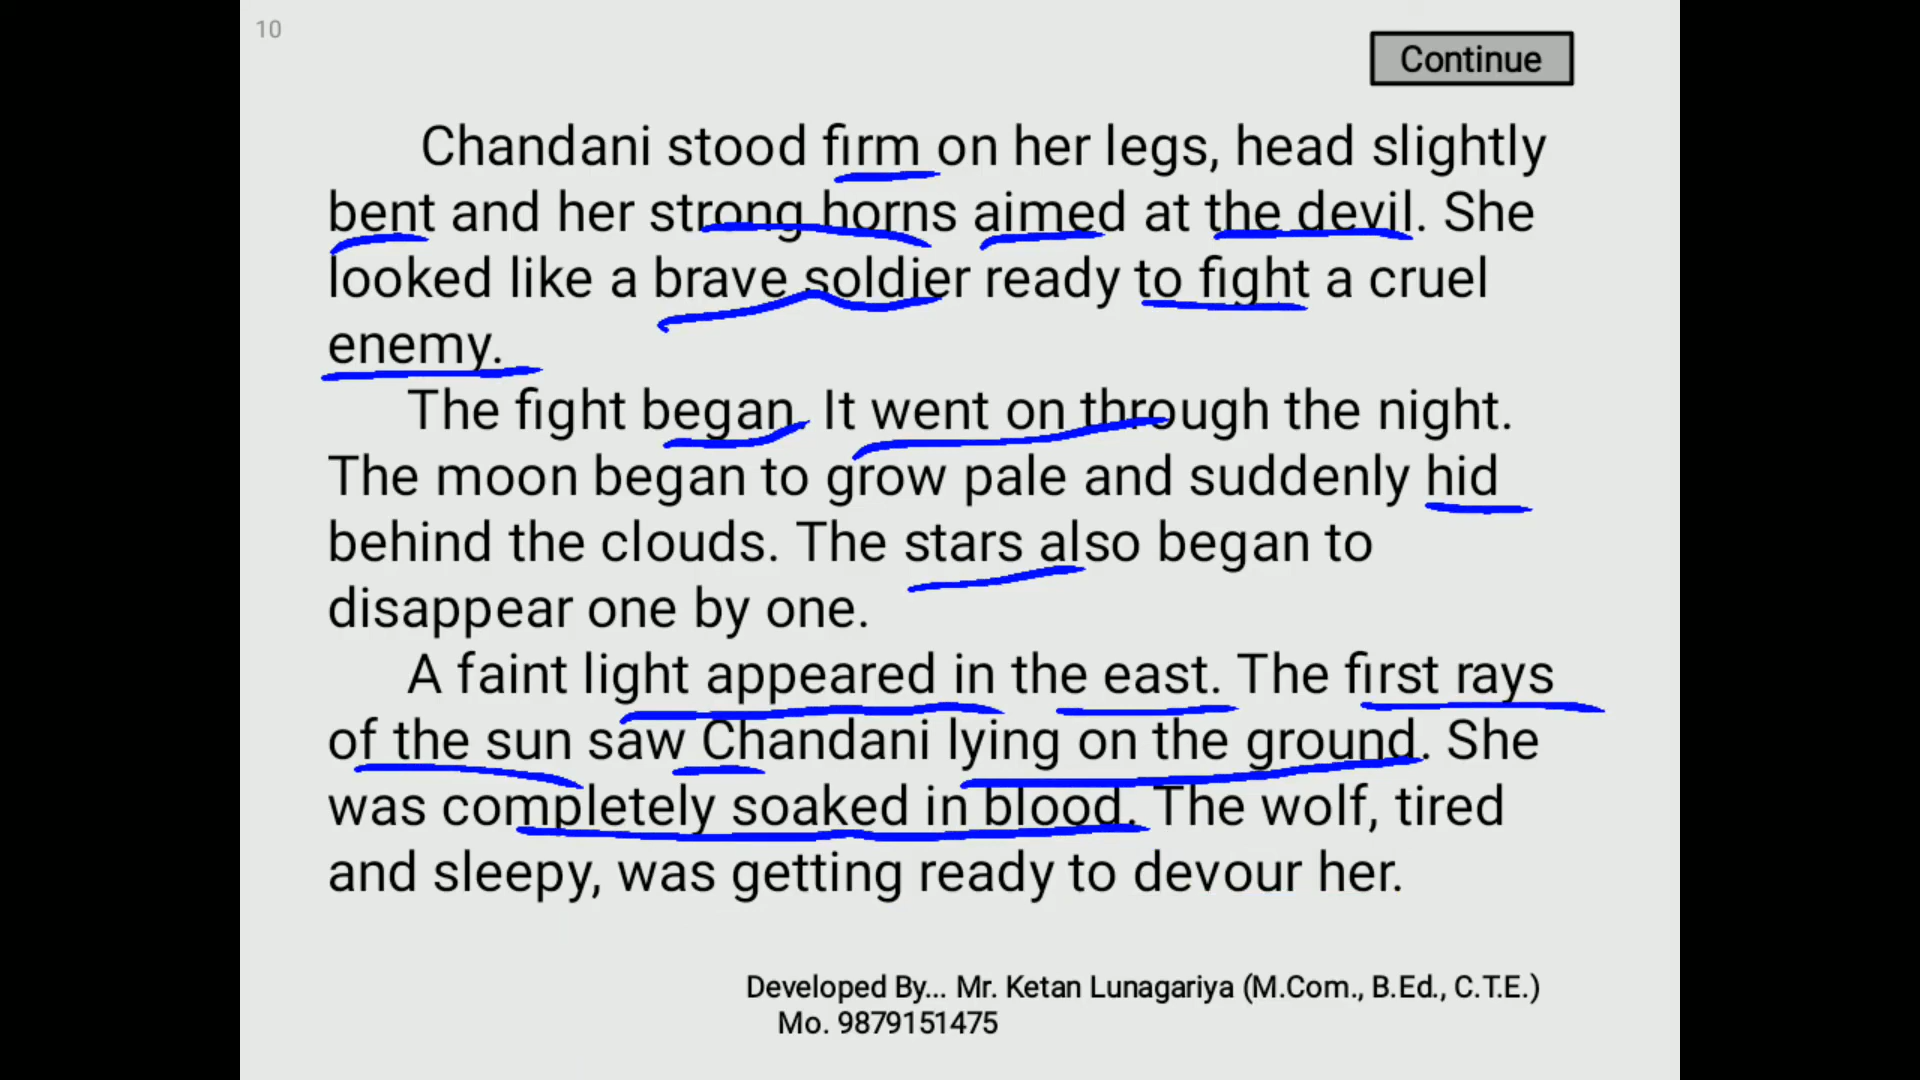 10
Continue
Chandani stood firm on her legs, head slightly
bent and her strong horns aimed at the devil. She
looked like a brave soldier ready to fight a cruel
enemy.
The fight began. It went on through the night.
The moon began to grow pale and suddenly hid
behind the clouds. The stars also began to
disappear one by one.
A faint light appeared in the east. The first rays
of the sun saw Chandani lying on the ground. She
was completely soaked in blood. The wolf, tired
and sleepy, was getting ready to devour her.
Developed By... Mr. Ketan Lunagariya (M.Com., B.Ed., C.T.E.)
Mo. 9879151475